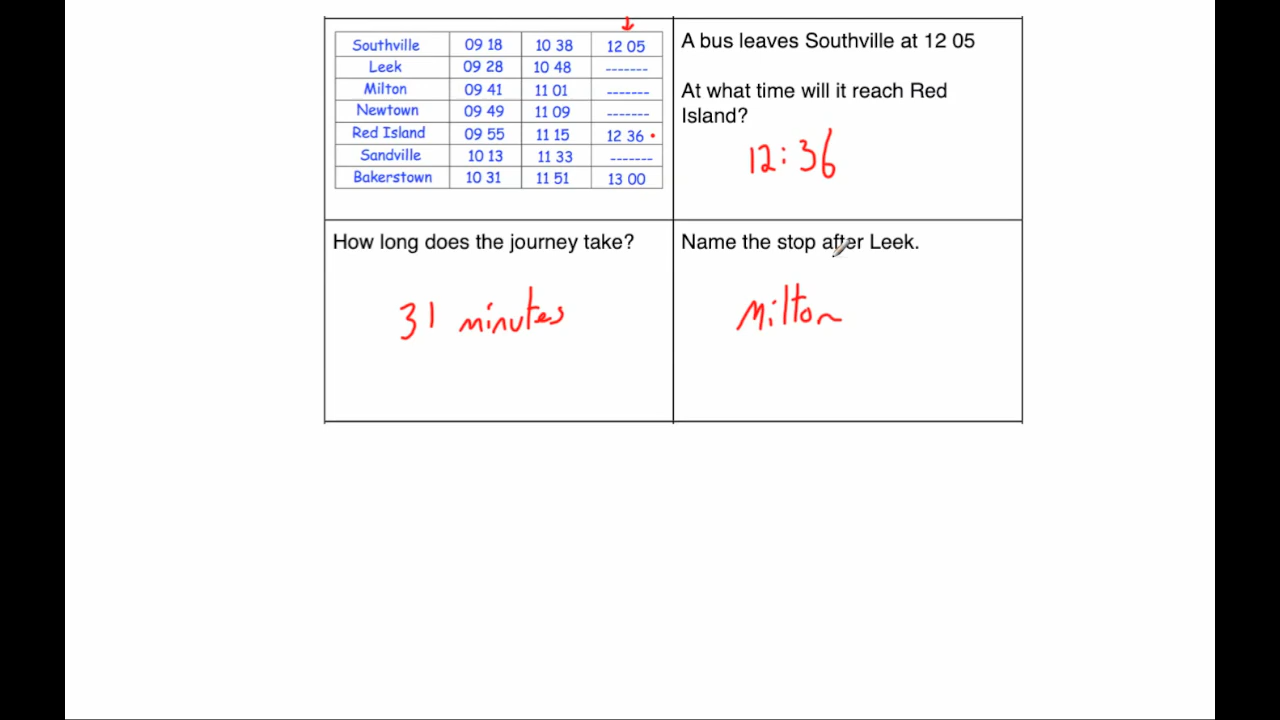 Southville 09 18 10 38 12 05
Leek 09 28 10 48 -------
Milton 09 41 11 01 -------
Newtown 09 49 11 09 -------
Red Island 09 55 11 15 12 36
Sandville 10 13 11 33 -------
Bakerstown 10 31 11 51 13 00
A bus leaves Southville at 12 05
At what time will it reach Red
Island?
12:36
How long does the journey take?
31 minutes
Name the stop after Leek.
Milton